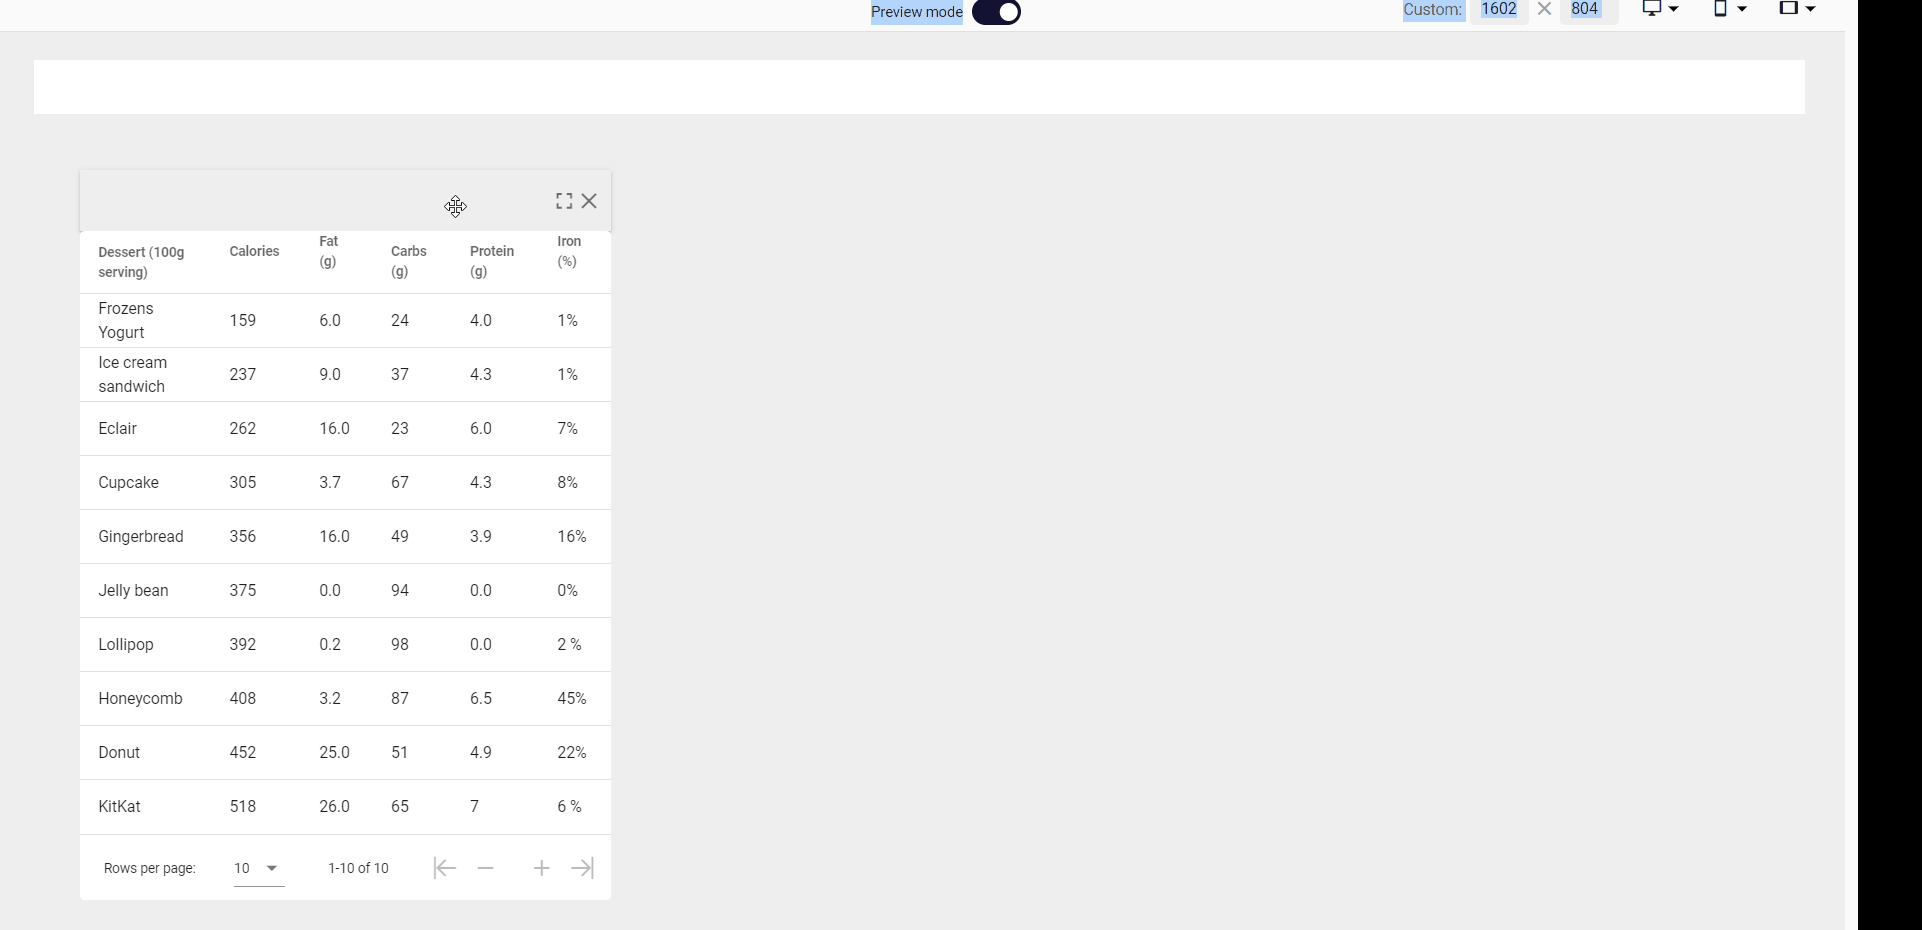 Preview mode Custom: 1602 804
Dessert (100g serving) Calories Fat (g) Carbs (g) Protein (g) Iron (%)
Frozens Yogurt 159 6.0 24 4.0 1%
Ice cream sandwich 237 9.0 37 4.3 1%
Eclair 262 16.0 23 6.0 7%
Cupcake 305 3.7 67 4.3 8%
Gingerbread 356 16.0 49 3.9 16%
Jelly bean 375 0.0 94 0.0 0%
Lollipop 392 0.2 98 0.0 2 %
Honeycomb 408 3.2 87 6.5 45%
Donut 452 25.0 51 4.9 22%
KitKat 518 26.0 65 7 6 %
Rows per page: 10 1-10 of 10